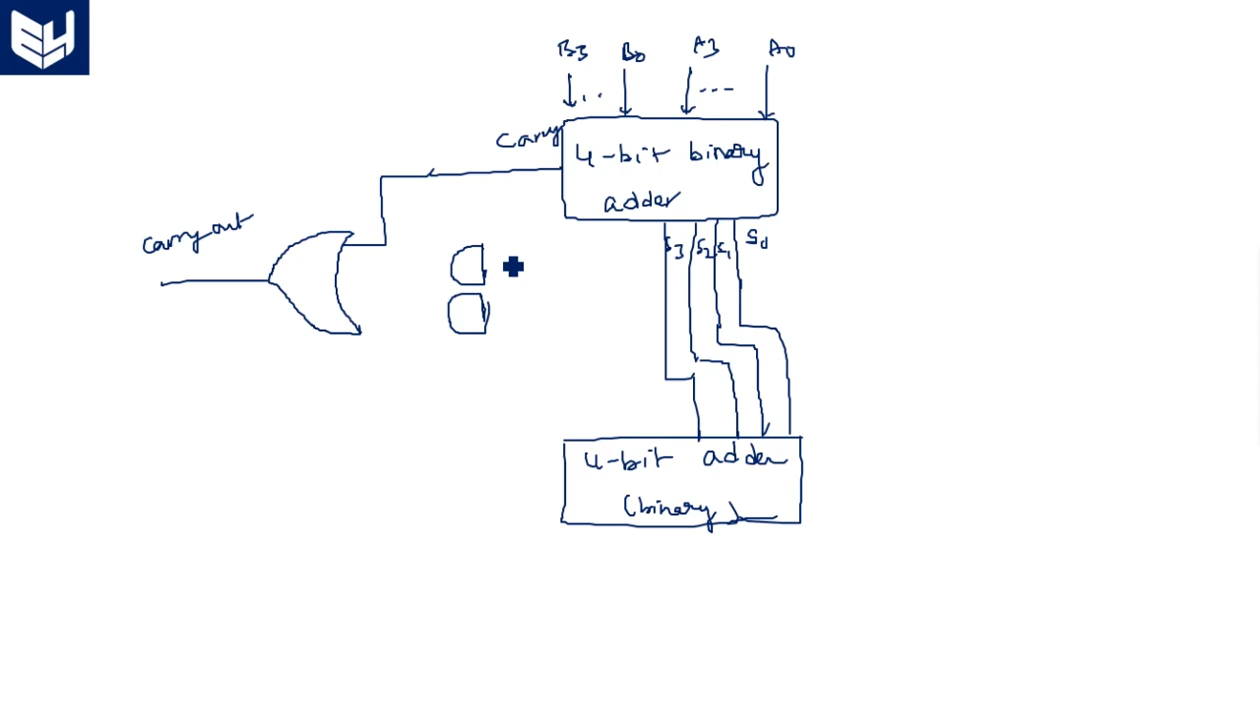 B3 B0 A3 A0
Carry
4-bit binary
adder
Carry out
S3 S2 S1 S0
4-bit adder
(binary)